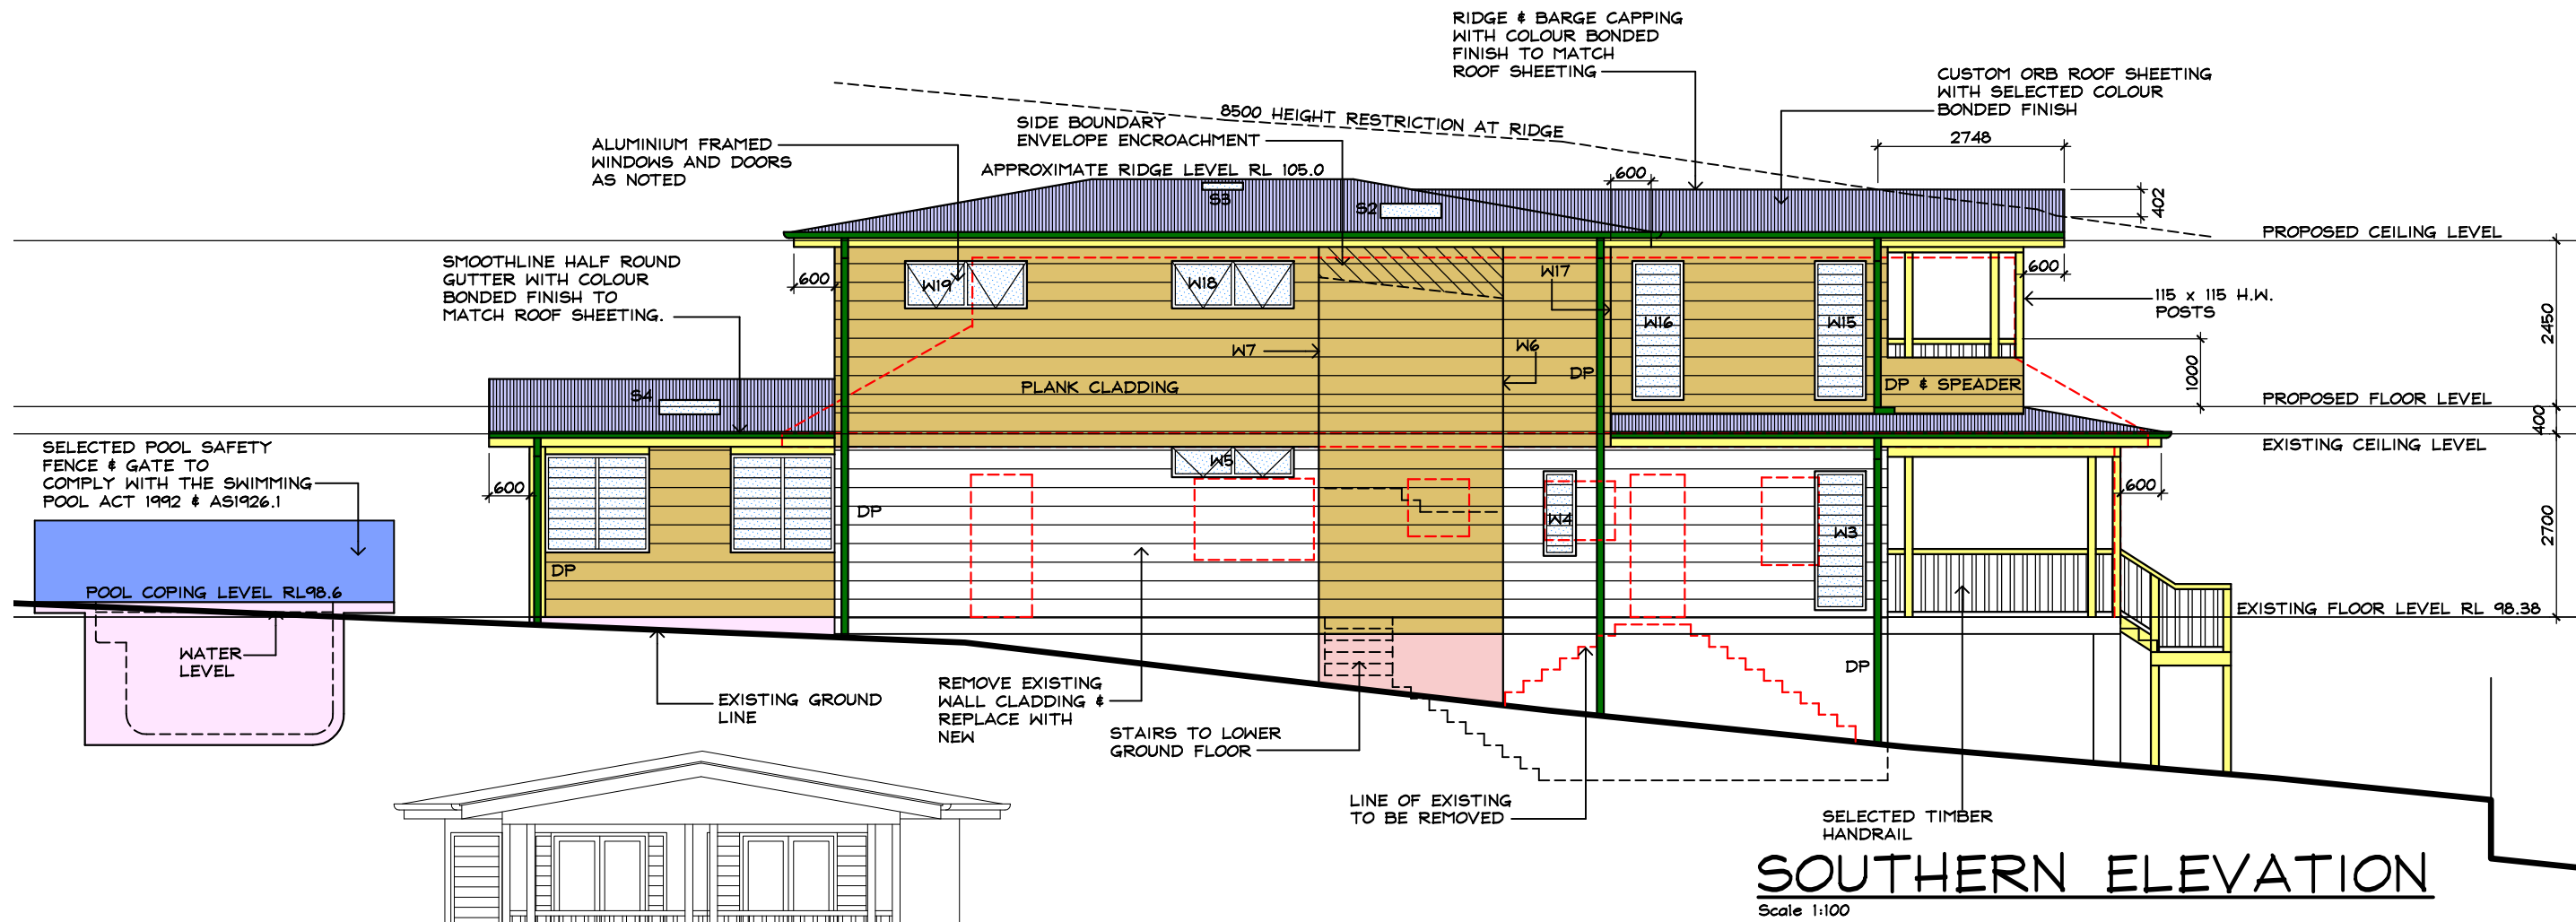 RIDGE & BARGE CAPPING
WITH COLOUR BONDED
FINISH TO MATCH
ROOF SHEETING
CUSTOM ORB ROOF SHEETING
WITH SELECTED COLOUR
BONDED FINISH
8500 HEIGHT RESTRICTION AT RIDGE
SIDE BOUNDARY
ENVELOPE ENCROACHMENT
ALUMINIUM FRAMED
WINDOWS AND DOORS
AS NOTED
APPROXIMATE RIDGE LEVEL RL 105.0
2748
600
402
S3
S2
PROPOSED CEILING LEVEL
SMOOTHLINE HALF ROUND
GUTTER WITH COLOUR
BONDED FINISH TO
MATCH ROOF SHEETING.
600
W19
W18
W17
600
115 x 115 H.W.
POSTS
W16
W15
2450
W7
W6
DP
1000
PLANK CLADDING
DP & SPEADER
S4
PROPOSED FLOOR LEVEL
400
EXISTING CEILING LEVEL
SELECTED POOL SAFETY
FENCE & GATE TO
COMPLY WITH THE SWIMMING
POOL ACT 1992 & AS1926.1
600
W5
600
DP
W4
W3
2700
DP
POOL COPING LEVEL RL98.6
EXISTING FLOOR LEVEL RL 98.38
WATER
LEVEL
DP
EXISTING GROUND
LINE
REMOVE EXISTING
WALL CLADDING &
REPLACE WITH
NEW
STAIRS TO LOWER
GROUND FLOOR
LINE OF EXISTING
TO BE REMOVED
SELECTED TIMBER
HANDRAIL
SOUTHERN ELEVATION
Scale 1:100